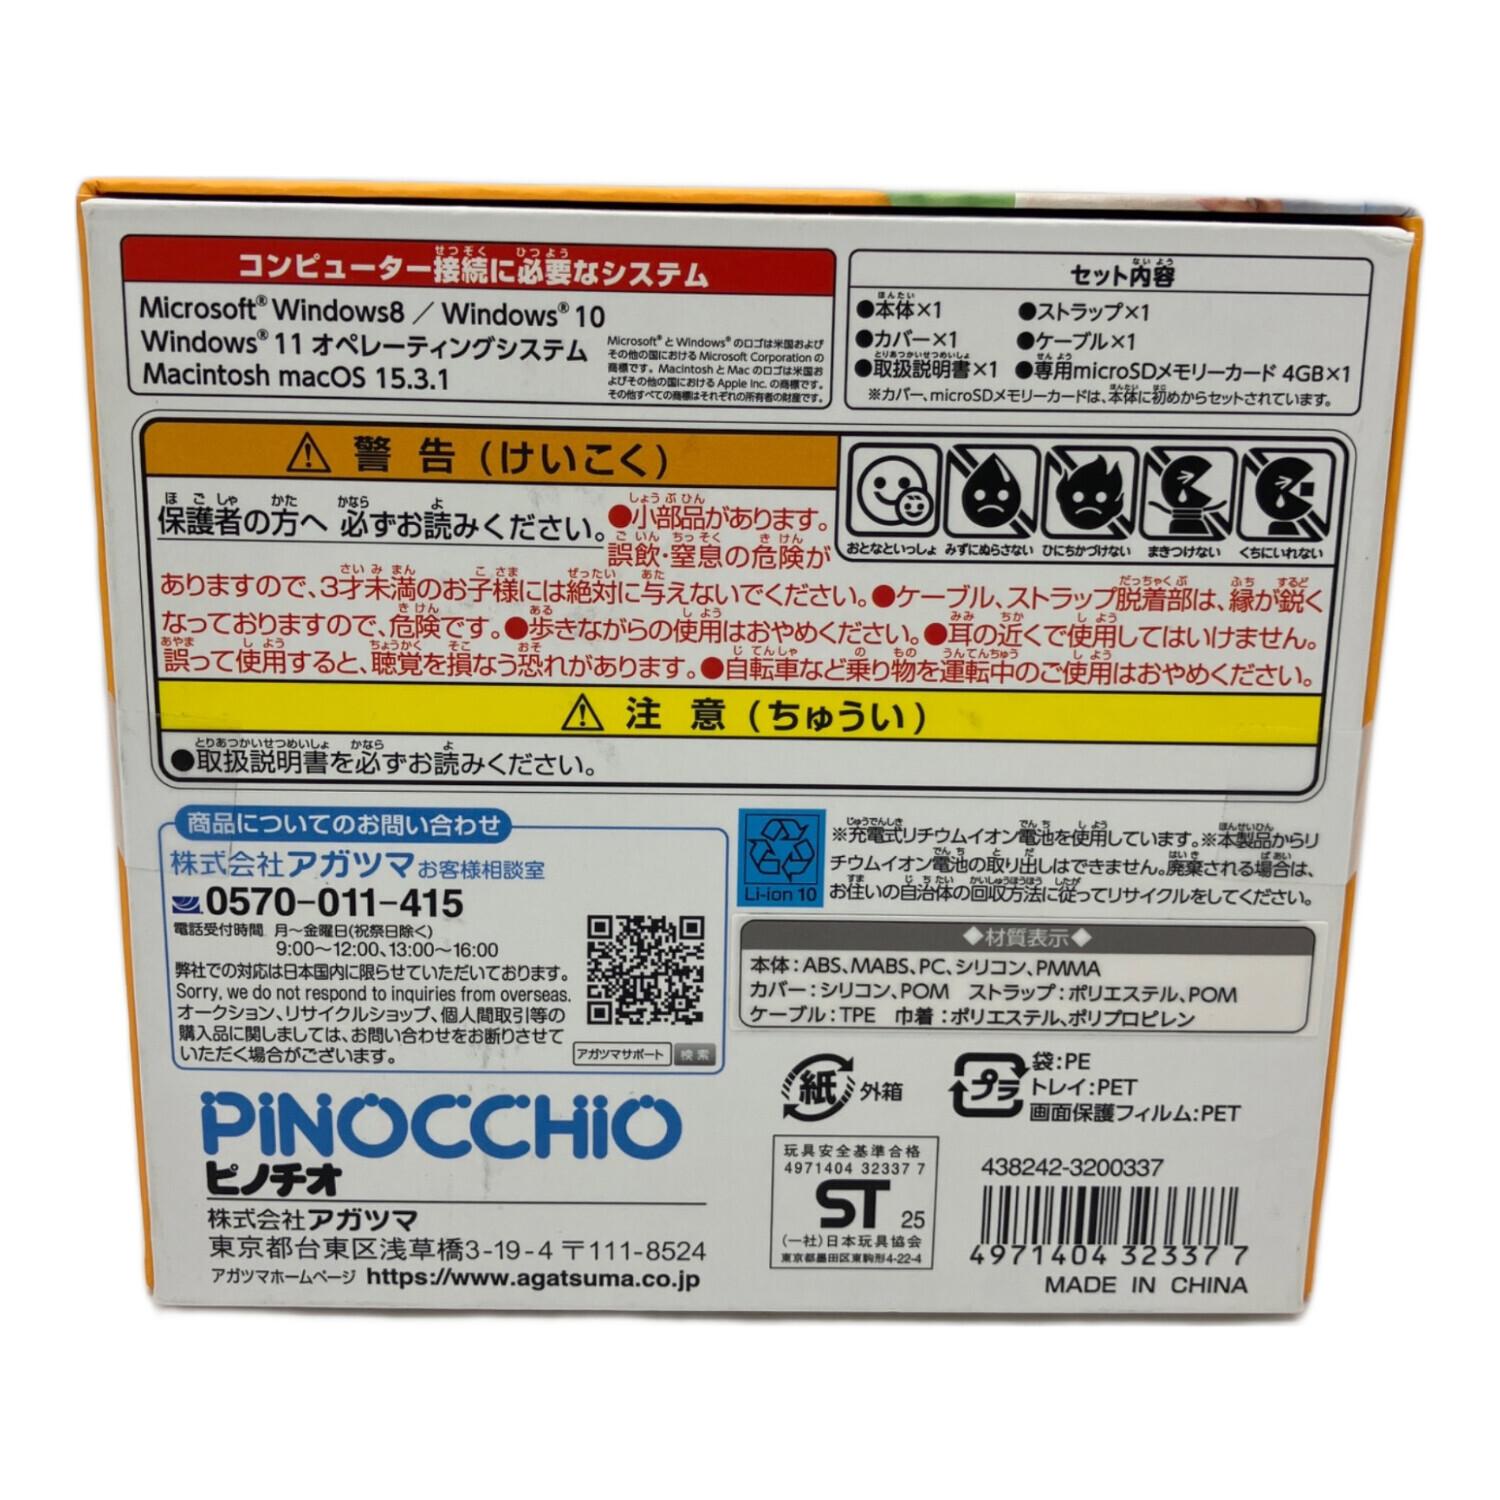 コンピューター接続に必要なシステム
Microsoft® Windows8 ／ Windows® 10
Windows® 11 オペレーティングシステム
Macintosh macOS 15.3.1
Microsoft® と Windows® のロゴは米国および
その他の国における Microsoft Corporation の
商標です。Macintosh と Mac のロゴは米国お
よびその他の国における Apple Inc. の商標です。
その他すべての商標はそれぞれの所有者の財産です。
セット内容
●本体×1 ●ストラップ×1
●カバー×1 ●ケーブル×1
●取扱説明書×1 ●専用microSDメモリーカード 4GB×1
※カバー、microSDメモリーカードは、本体に初めからセットされています。
⚠ 警告(けいこく)
おとなといっしょ みずにぬらさない ひにちかづけない まきつけない くちにいれない
保護者の方へ 必ずお読みください。●小部品があります。
誤飲・窒息の危険が
ありますので、3才未満のお子様には絶対に与えないでください。●ケーブル、ストラップ脱着部は、縁が鋭く
なっておりますので、危険です。●歩きながらの使用はおやめください。●耳の近くで使用してはいけません。
誤って使用すると、聴覚を損なう恐れがあります。●自転車など乗り物を運転中のご使用はおやめください。
⚠ 注意(ちゅうい)
●取扱説明書を必ずお読みください。
商品についてのお問い合わせ
株式会社アガツマお客様相談室
0570-011-415
電話受付時間 月〜金曜日(祝祭日除く)
9:00〜12:00、13:00〜16:00
弊社での対応は日本国内に限らせていただいております。
Sorry, we do not respond to inquiries from overseas.
オークション、リサイクルショップ、個人間取引等の
購入品に関しましては、お問い合わせをお断りさせて
いただく場合がございます。
アガツマサポート 検索
Li-ion 10
※充電式リチウムイオン電池を使用しています。※本製品からリ
チウムイオン電池の取り出しはできません。廃棄される場合は、
お住いの自治体の回収方法に従ってリサイクルをしてください。
◆材質表示◆
本体：ABS、MABS、PC、シリコン、PMMA
カバー：シリコン、POM ストラップ：ポリエステル、POM
ケーブル：TPE 巾着：ポリエステル、ポリプロピレン
紙 外箱
プラ
袋：PE
トレイ：PET
画面保護フィルム：PET
PINOCCHIO
ピノチオ
株式会社アガツマ
東京都台東区浅草橋3-19-4 〒111-8524
アガツマホームページ https://www.agatsuma.co.jp
玩具安全基準合格
4971404 32337 7
ST 25
(一社)日本玩具協会
東京都墨田区東駒形4-22-4
438242-3200337
4971404 323377
MADE IN CHINA